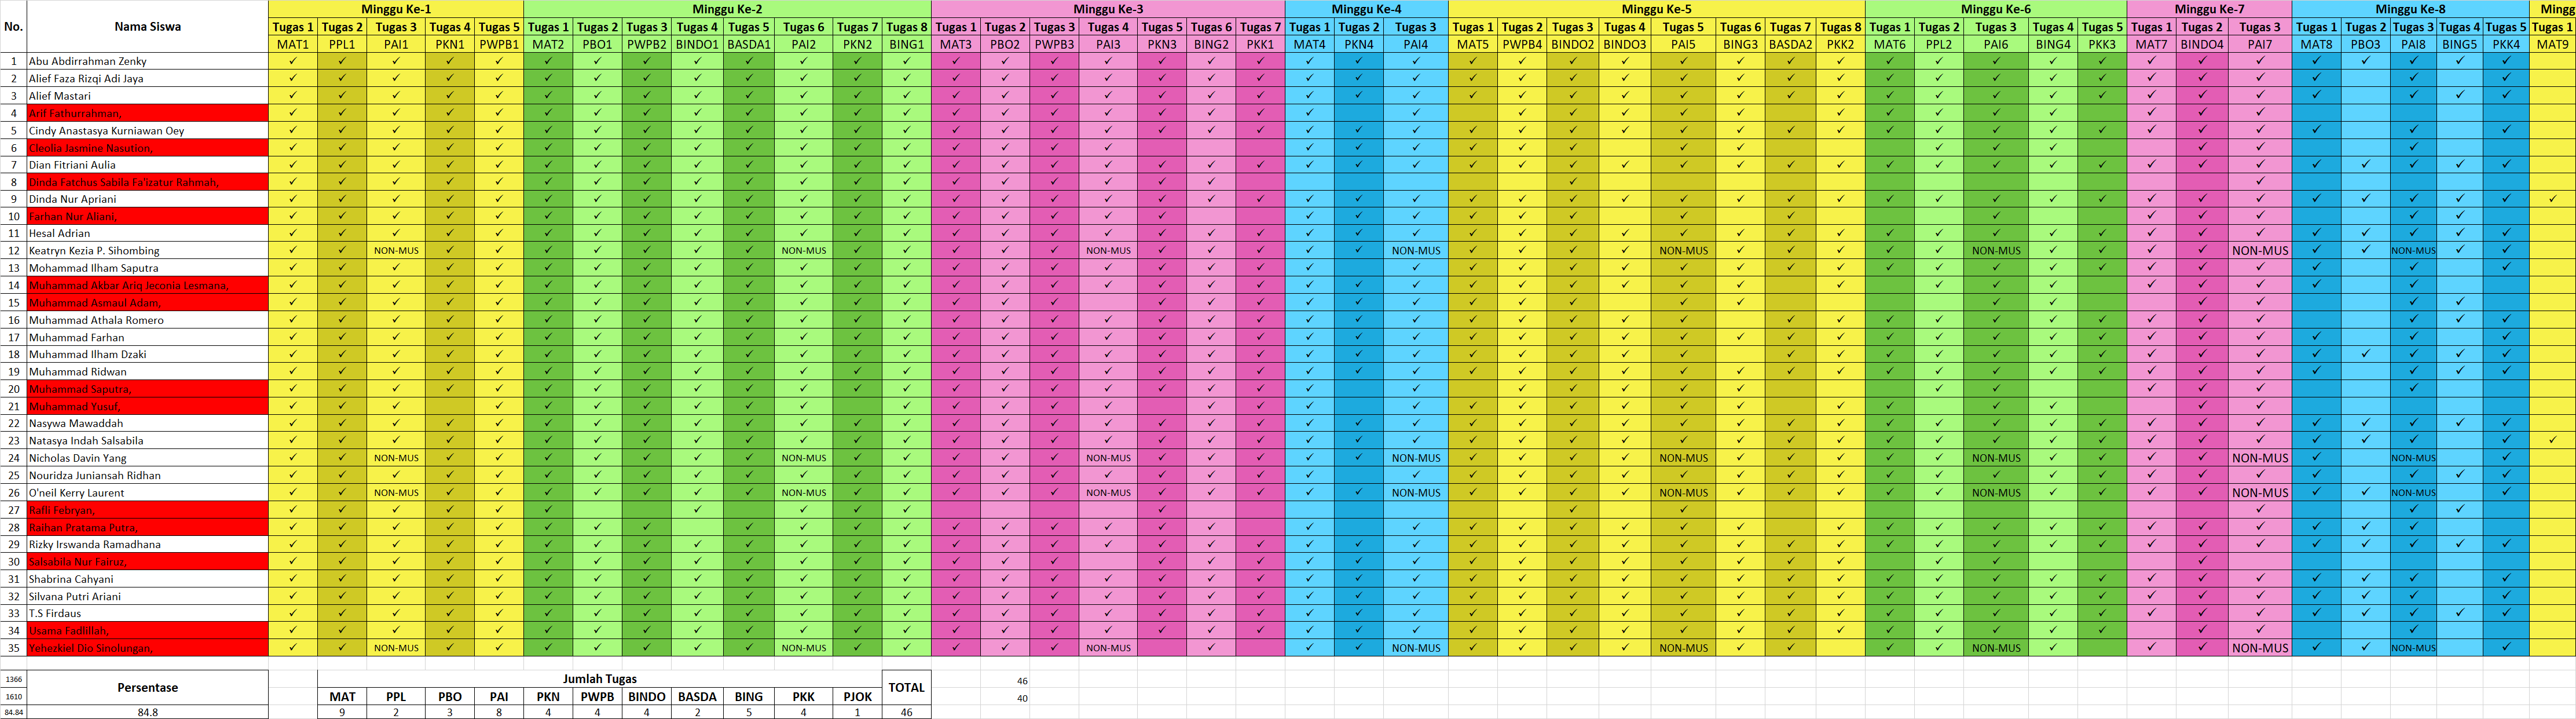 No. Nama Siswa Minggu Ke-1 Minggu Ke-2 Minggu Ke-3 Minggu Ke-4 Minggu Ke-5 Minggu Ke-6 Minggu Ke-7 Minggu Ke-8 Mingg
Tugas 1 Tugas 2 Tugas 3 Tugas 4 Tugas 5 Tugas 1 Tugas 2 Tugas 3 Tugas 4 Tugas 5 Tugas 6 Tugas 7 Tugas 8 Tugas 1 Tugas 2 Tugas 3 Tugas 4 Tugas 5 Tugas 6 Tugas 7 Tugas 1 Tugas 2 Tugas 3 Tugas 1 Tugas 2 Tugas 3 Tugas 4 Tugas 5 Tugas 6 Tugas 7 Tugas 8 Tugas 1 Tugas 2 Tugas 3 Tugas 4 Tugas 5 Tugas 1 Tugas 2 Tugas 3 Tugas 1 Tugas 2 Tugas 3 Tugas 4 Tugas 5 Tugas 1
MAT1 PPL1 PAI1 PKN1 PWPB1 MAT2 PBO1 PWPB2 BINDO1 BASDA1 PAI2 PKN2 BING1 MAT3 PBO2 PWPB3 PAI3 PKN3 BING2 PKK1 MAT4 PKN4 PAI4 MAT5 PWPB4 BINDO2 BINDO3 PAI5 BING3 BASDA2 PKK2 MAT6 PPL2 PAI6 BING4 PKK3 MAT7 BINDO4 PAI7 MAT8 PBO3 PAI8 BING5 PKK4 MAT9
1 Abu Abdirrahman Zenky
2 Alief Faza Rizqi Adi Jaya
3 Alief Mastari
4 Arif Fathurrahman,
5 Cindy Anastasya Kurniawan Oey
6 Cleolia Jasmine Nasution,
7 Dian Fitriani Aulia
8 Dinda Fatchus Sabila Fa'izatur Rahmah,
9 Dinda Nur Apriani
10 Farhan Nur Aliani,
11 Hesal Adrian
12 Keatryn Kezia P. Sihombing NON-MUS NON-MUS NON-MUS NON-MUS NON-MUS NON-MUS NON-MUS NON-MUS
13 Mohammad Ilham Saputra
14 Muhammad Akbar Ariq Jeconia Lesmana,
15 Muhammad Asmaul Adam,
16 Muhammad Athala Romero
17 Muhammad Farhan
18 Muhammad Ilham Dzaki
19 Muhammad Ridwan
20 Muhammad Saputra,
21 Muhammad Yusuf,
22 Nasywa Mawaddah
23 Natasya Indah Salsabila
24 Nicholas Davin Yang NON-MUS NON-MUS NON-MUS NON-MUS NON-MUS NON-MUS NON-MUS NON-MUS
25 Nouridza Juniansah Ridhan
26 O'neil Kerry Laurent NON-MUS NON-MUS NON-MUS NON-MUS NON-MUS NON-MUS NON-MUS NON-MUS
27 Rafli Febryan,
28 Raihan Pratama Putra,
29 Rizky Irswanda Ramadhana
30 Salsabila Nur Fairuz,
31 Shabrina Cahyani
32 Silvana Putri Ariani
33 T.S Firdaus
34 Usama Fadlillah,
35 Yehezkiel Dio Sinolungan, NON-MUS NON-MUS NON-MUS NON-MUS NON-MUS NON-MUS NON-MUS NON-MUS
1366 Persentase Jumlah Tugas TOTAL 46
1610 MAT PPL PBO PAI PKN PWPB BINDO BASDA BING PKK PJOK 40
84.84 84.8 9 2 3 8 4 4 4 2 5 4 1 46